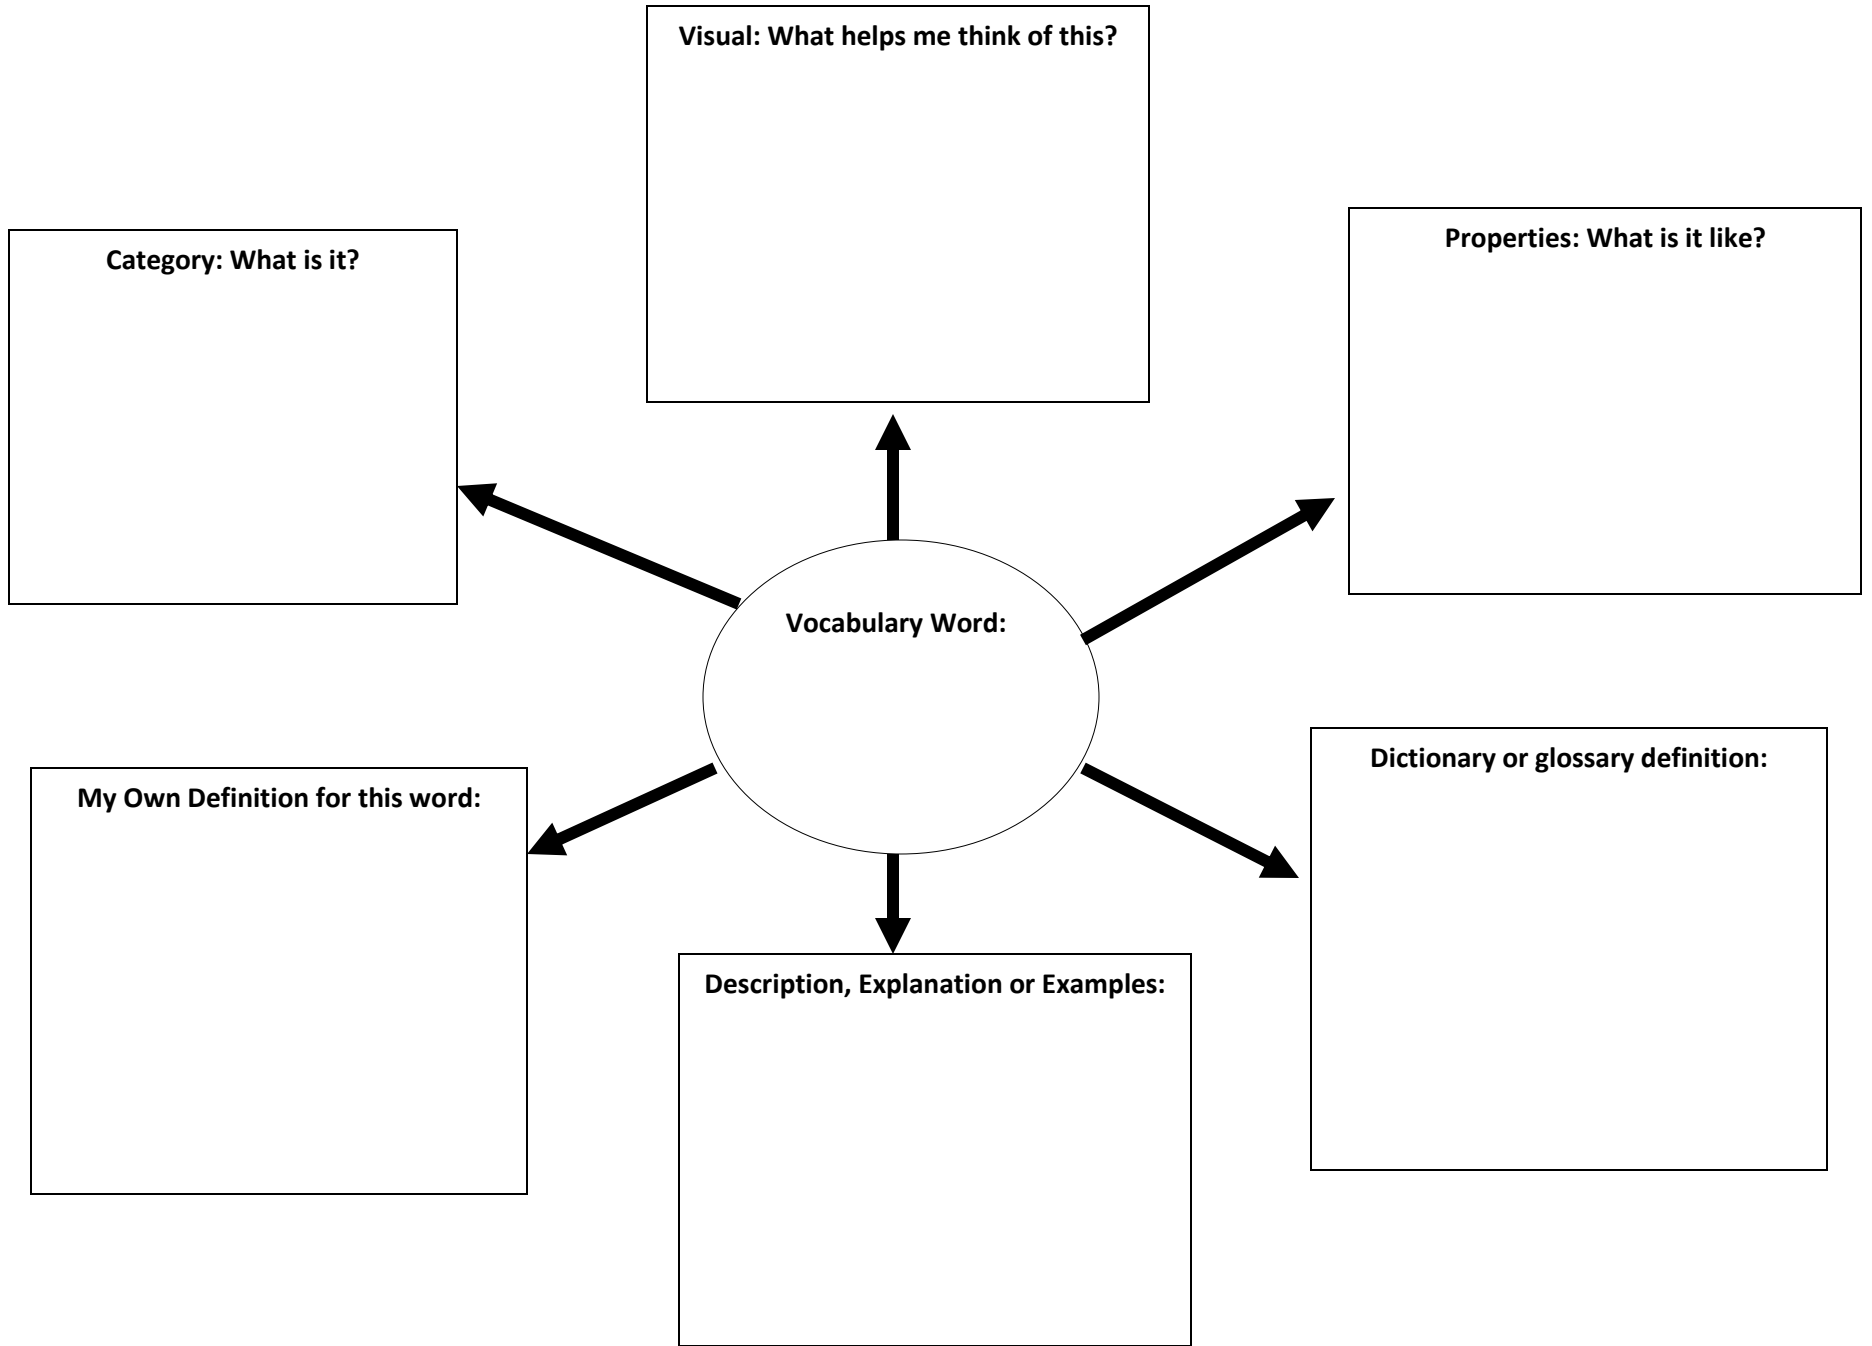 Visual: What helps me think of this?
Category: What is it?
Properties: What is it like?
Vocabulary Word:
My Own Definition for this word:
Dictionary or glossary definition:
Description, Explanation or Examples: